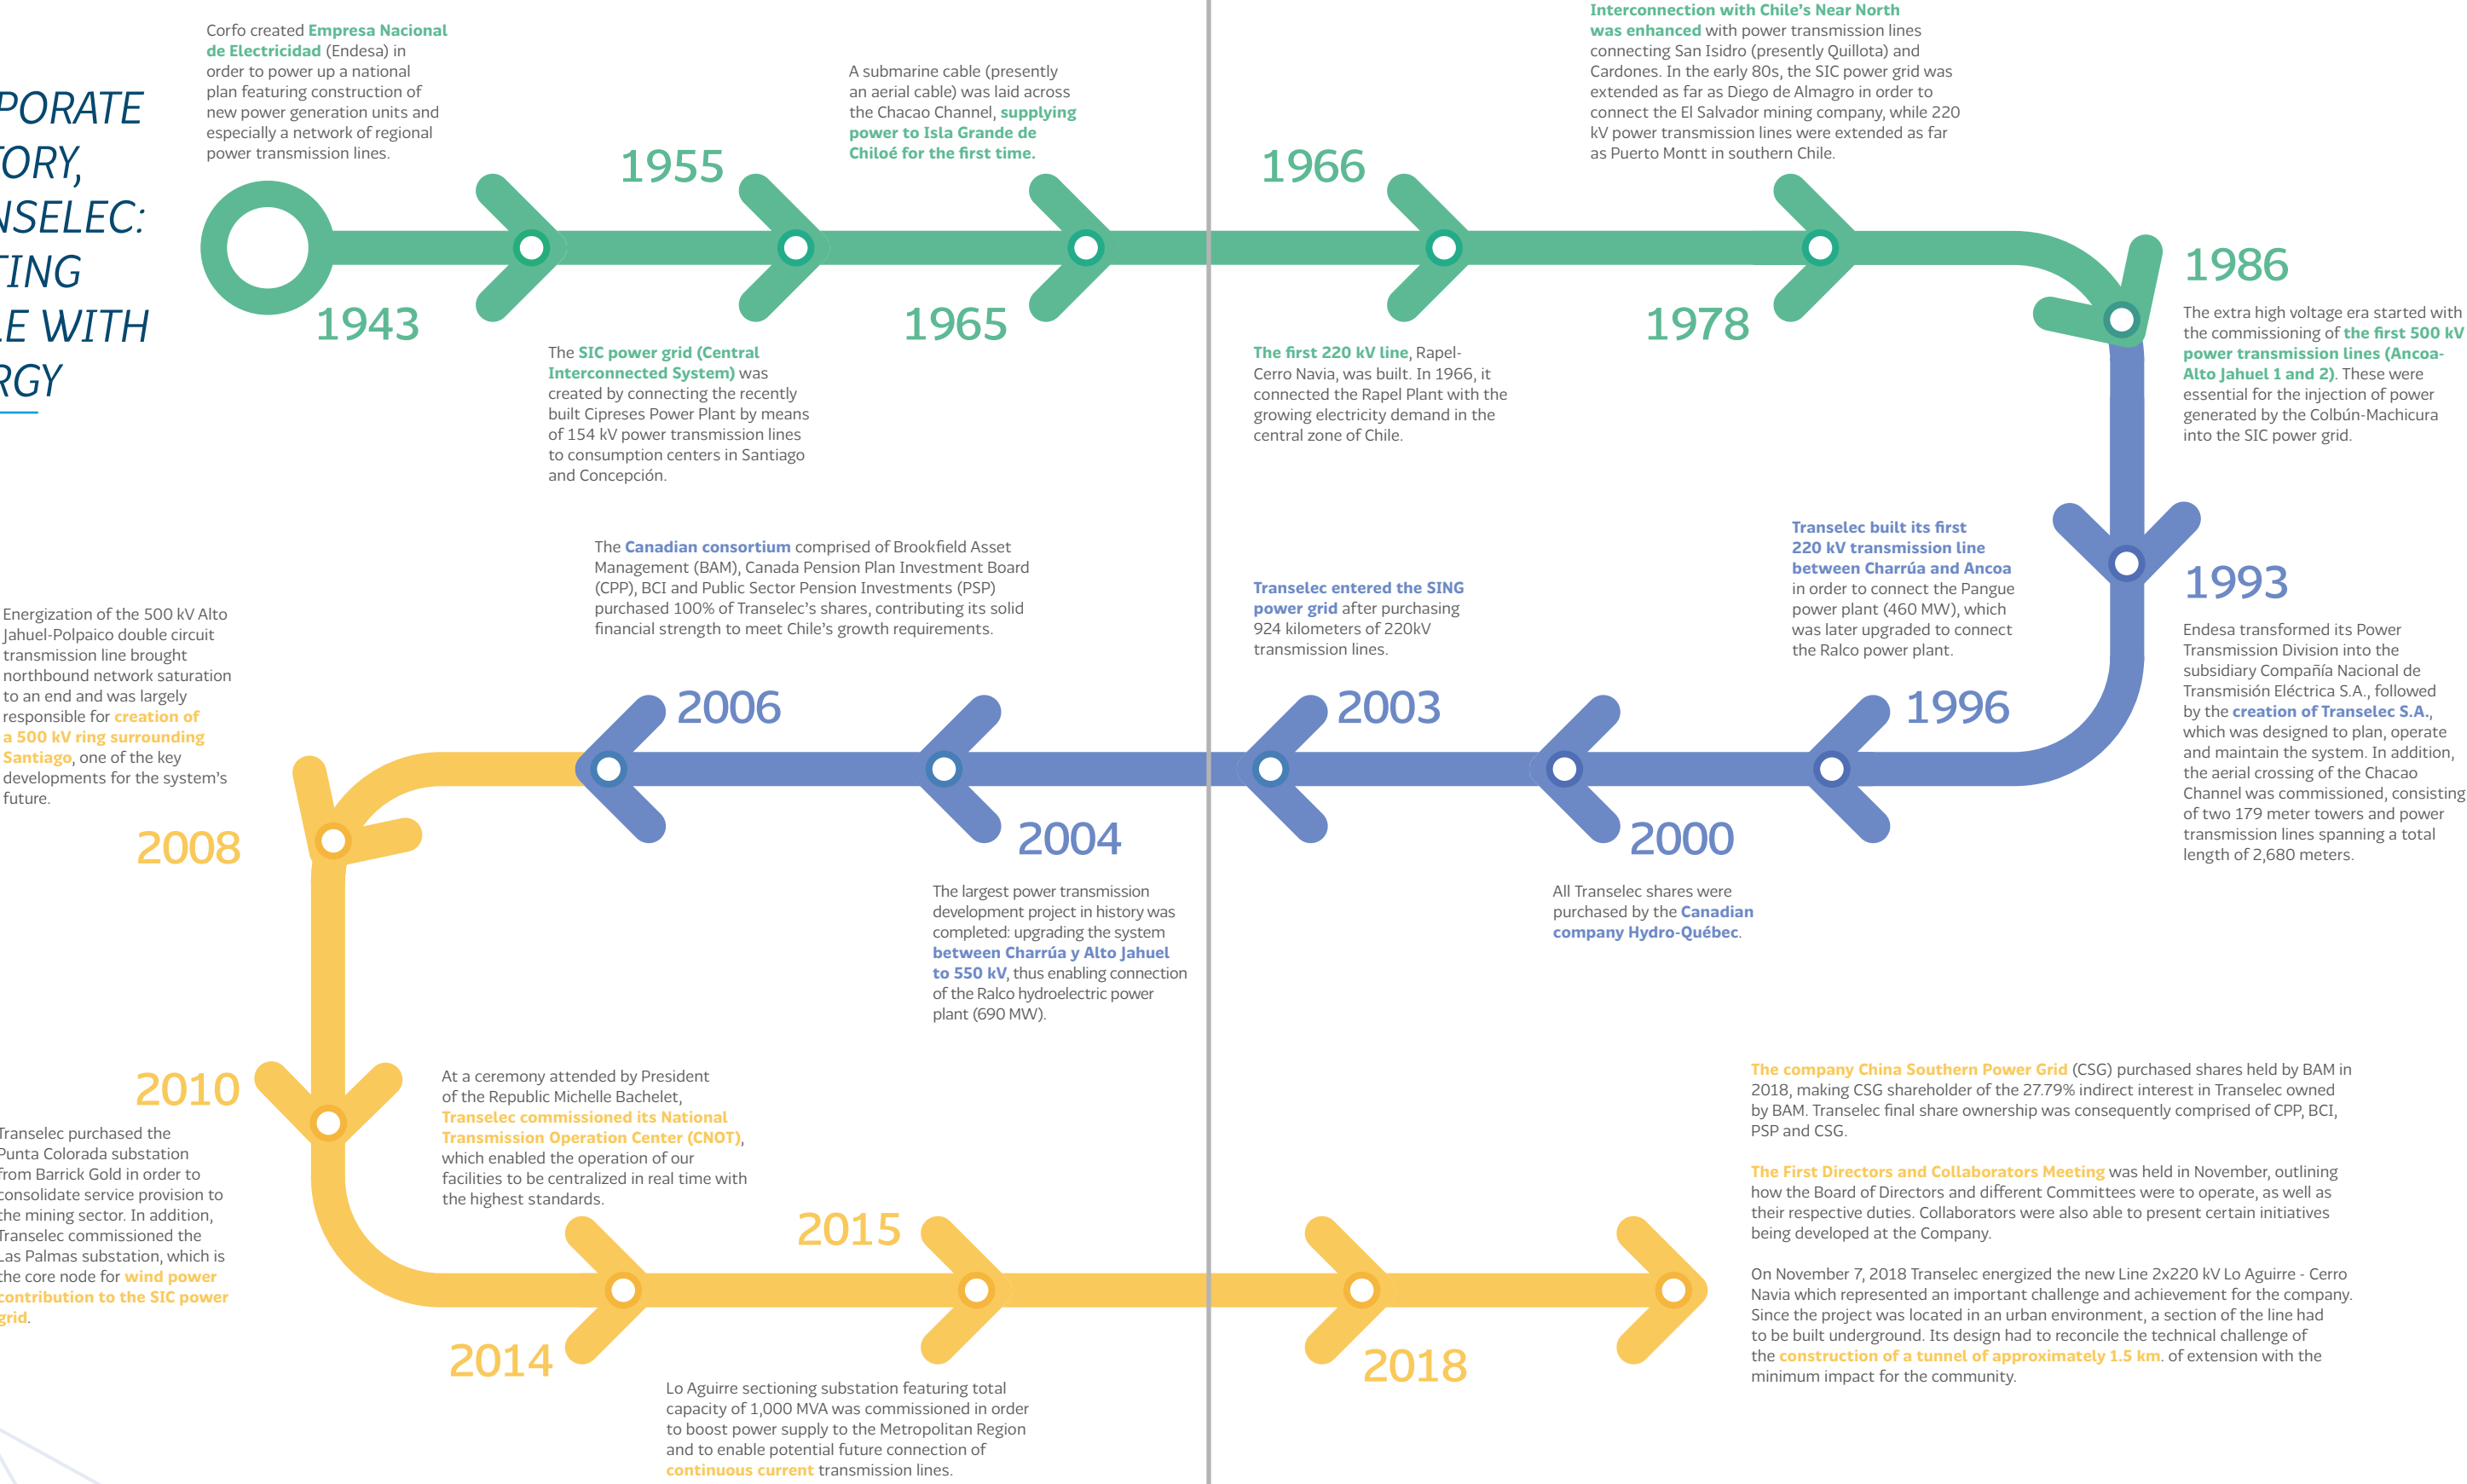 PORATE
TORY,
NSELEC:
TING
LE WITH
RGY
Corfo created Empresa Nacional
de Electricidad (Endesa) in
order to power up a national
plan featuring construction of
new power generation units and
especially a network of regional
power transmission lines.
1943
1955
The SIC power grid (Central
Interconnected System) was
created by connecting the recently
built Cipreses Power Plant by means
of 154 kV power transmission lines
to consumption centers in Santiago
and Concepción.
A submarine cable (presently
an aerial cable) was laid across
the Chacao Channel, supplying
power to Isla Grande de
Chiloé for the first time.
1965
1966
The first 220 kV line, Rapel-
Cerro Navia, was built. In 1966, it
connected the Rapel Plant with the
growing electricity demand in the
central zone of Chile.
Interconnection with Chile's Near North
was enhanced with power transmission lines
connecting San Isidro (presently Quillota) and
Cardones. In the early 80s, the SIC power grid was
extended as far as Diego de Almagro in order to
connect the El Salvador mining company, while 220
kV power transmission lines were extended as far
as Puerto Montt in southern Chile.
1978
1986
The extra high voltage era started with
the commissioning of the first 500 kV
power transmission lines (Ancoa-
Alto Jahuel 1 and 2). These were
essential for the injection of power
generated by the Colbún-Machicura
into the SIC power grid.
1993
Endesa transformed its Power
Transmission Division into the
subsidiary Compañía Nacional de
Transmisión Eléctrica S.A., followed
by the creation of Transelec S.A.,
which was designed to plan, operate
and maintain the system. In addition,
the aerial crossing of the Chacao
Channel was commissioned, consisting
of two 179 meter towers and power
transmission lines spanning a total
length of 2,680 meters.
Transelec built its first
220 kV transmission line
between Charrúa and Ancoa
in order to connect the Pangue
power plant (460 MW), which
was later upgraded to connect
the Ralco power plant.
1996
2000
All Transelec shares were
purchased by the Canadian
company Hydro-Québec.
Transelec entered the SING
power grid after purchasing
924 kilometers of 220kV
transmission lines.
2003
2004
The largest power transmission
development project in history was
completed: upgrading the system
between Charrúa y Alto Jahuel
to 550 kV, thus enabling connection
of the Ralco hydroelectric power
plant (690 MW).
The Canadian consortium comprised of Brookfield Asset
Management (BAM), Canada Pension Plan Investment Board
(CPP), BCI and Public Sector Pension Investments (PSP)
purchased 100% of Transelec's shares, contributing its solid
financial strength to meet Chile's growth requirements.
2006
Energization of the 500 kV Alto
Jahuel-Polpaico double circuit
transmission line brought
northbound network saturation
to an end and was largely
responsible for creation of
a 500 kV ring surrounding
Santiago, one of the key
developments for the system's
future.
2008
2010
Transelec purchased the
Punta Colorada substation
from Barrick Gold in order to
consolidate service provision to
the mining sector. In addition,
Transelec commissioned the
Las Palmas substation, which is
the core node for wind power
contribution to the SIC power
grid.
At a ceremony attended by President
of the Republic Michelle Bachelet,
Transelec commissioned its National
Transmission Operation Center (CNOT),
which enabled the operation of our
facilities to be centralized in real time with
the highest standards.
2014
2015
Lo Aguirre sectioning substation featuring total
capacity of 1,000 MVA was commissioned in order
to boost power supply to the Metropolitan Region
and to enable potential future connection of
continuous current transmission lines.
2018
The company China Southern Power Grid (CSG) purchased shares held by BAM in
2018, making CSG shareholder of the 27.79% indirect interest in Transelec owned
by BAM. Transelec final share ownership was consequently comprised of CPP, BCI,
PSP and CSG.
The First Directors and Collaborators Meeting was held in November, outlining
how the Board of Directors and different Committees were to operate, as well as
their respective duties. Collaborators were also able to present certain initiatives
being developed at the Company.
On November 7, 2018 Transelec energized the new Line 2x220 kV Lo Aguirre - Cerro
Navia which represented an important challenge and achievement for the company.
Since the project was located in an urban environment, a section of the line had
to be built underground. Its design had to reconcile the technical challenge of
the construction of a tunnel of approximately 1.5 km. of extension with the
minimum impact for the community.